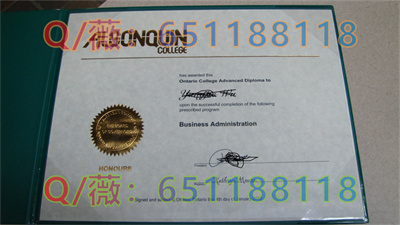 Q/薇：651188118
ALGONQUIN
COLLEGE
has awarded this
Ontario College Advanced Diploma to
upon the successful completion of the following
prescribed program
Business Administration
HONOURS
Q/薇：651188118